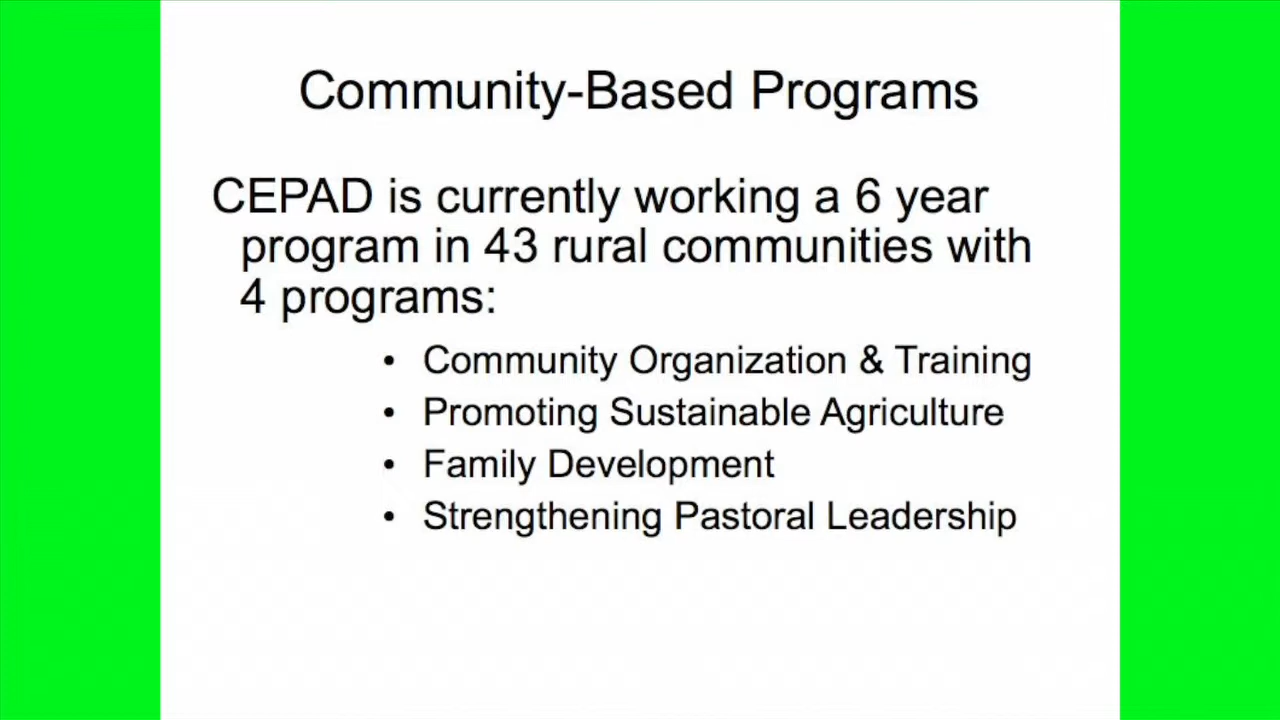 Community-Based Programs
CEPAD is currently working a 6 year
program in 43 rural communities with
4 programs:
• Community Organization & Training
• Promoting Sustainable Agriculture
• Family Development
• Strengthening Pastoral Leadership